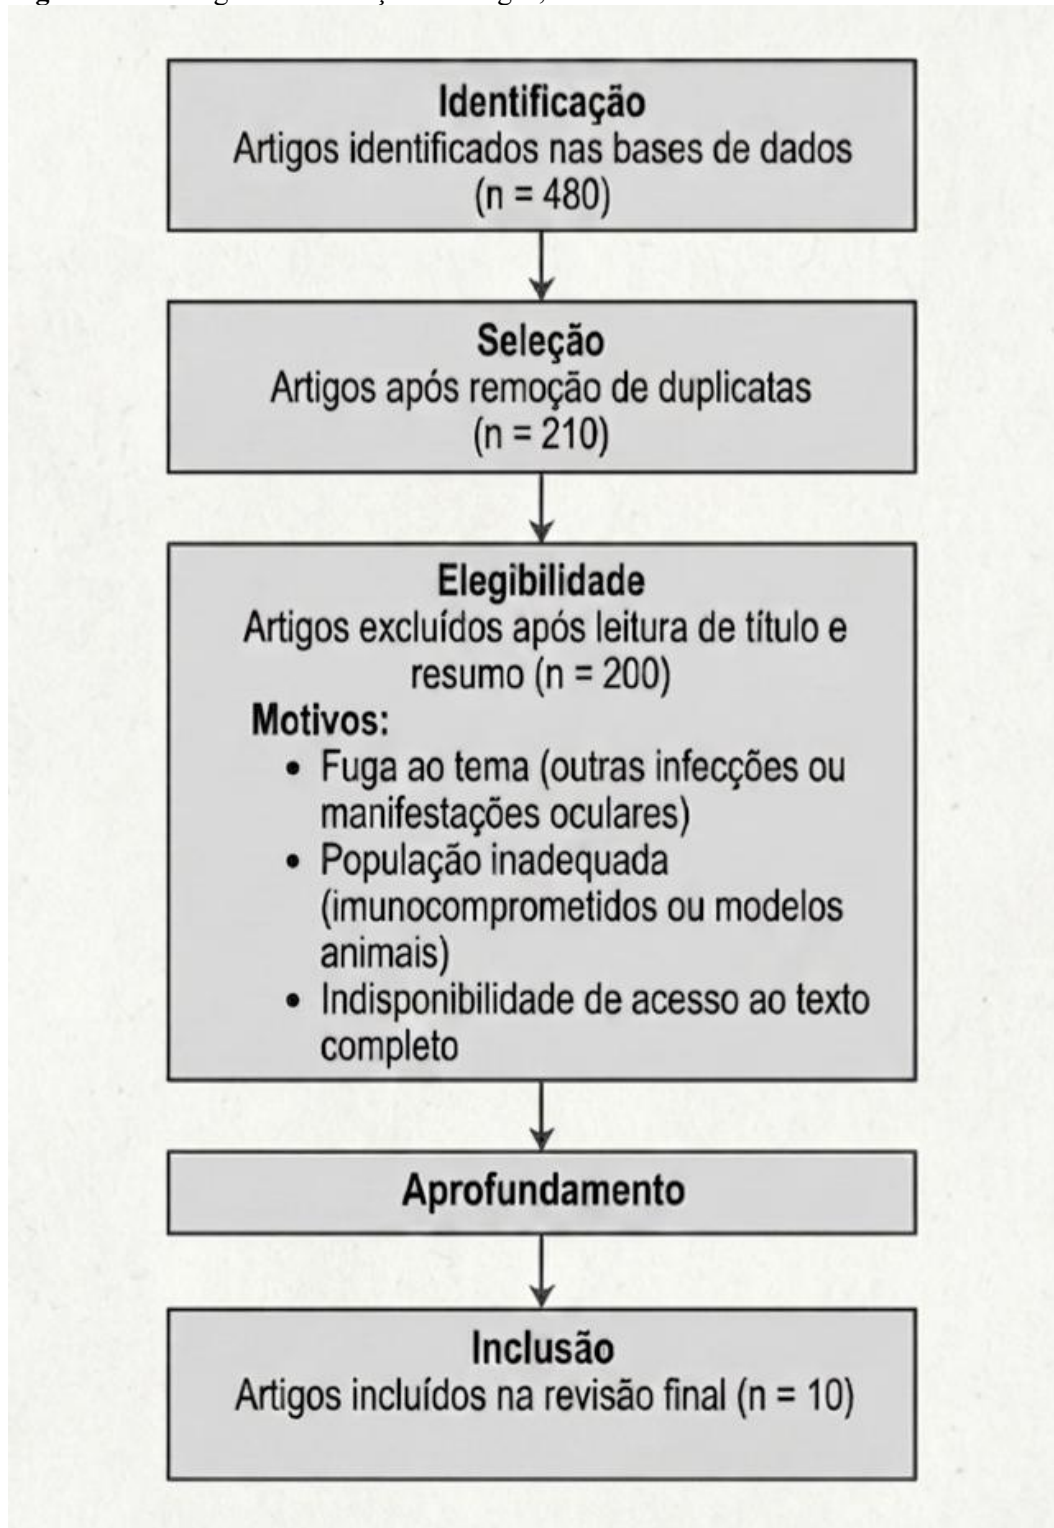 Identificação
Artigos identificados nas bases de dados
(n = 480)
Seleção
Artigos após remoção de duplicatas
(n = 210)
Elegibilidade
Artigos excluídos após leitura de título e
resumo (n = 200)
Motivos:
• Fuga ao tema (outras infecções ou
manifestações oculares)
• População inadequada
(imunocomprometidos ou modelos
animais)
• Indisponibilidade de acesso ao texto
completo
Aprofundamento
Inclusão
Artigos incluídos na revisão final (n = 10)